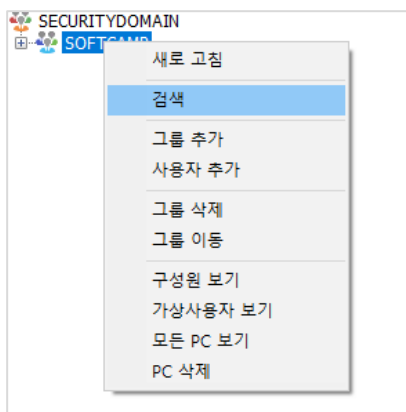 SECURITYDOMAIN
SOFTCAMP
새로 고침
검색
그룹 추가
사용자 추가
그룹 삭제
그룹 이동
구성원 보기
가상사용자 보기
모든 PC 보기
PC 삭제